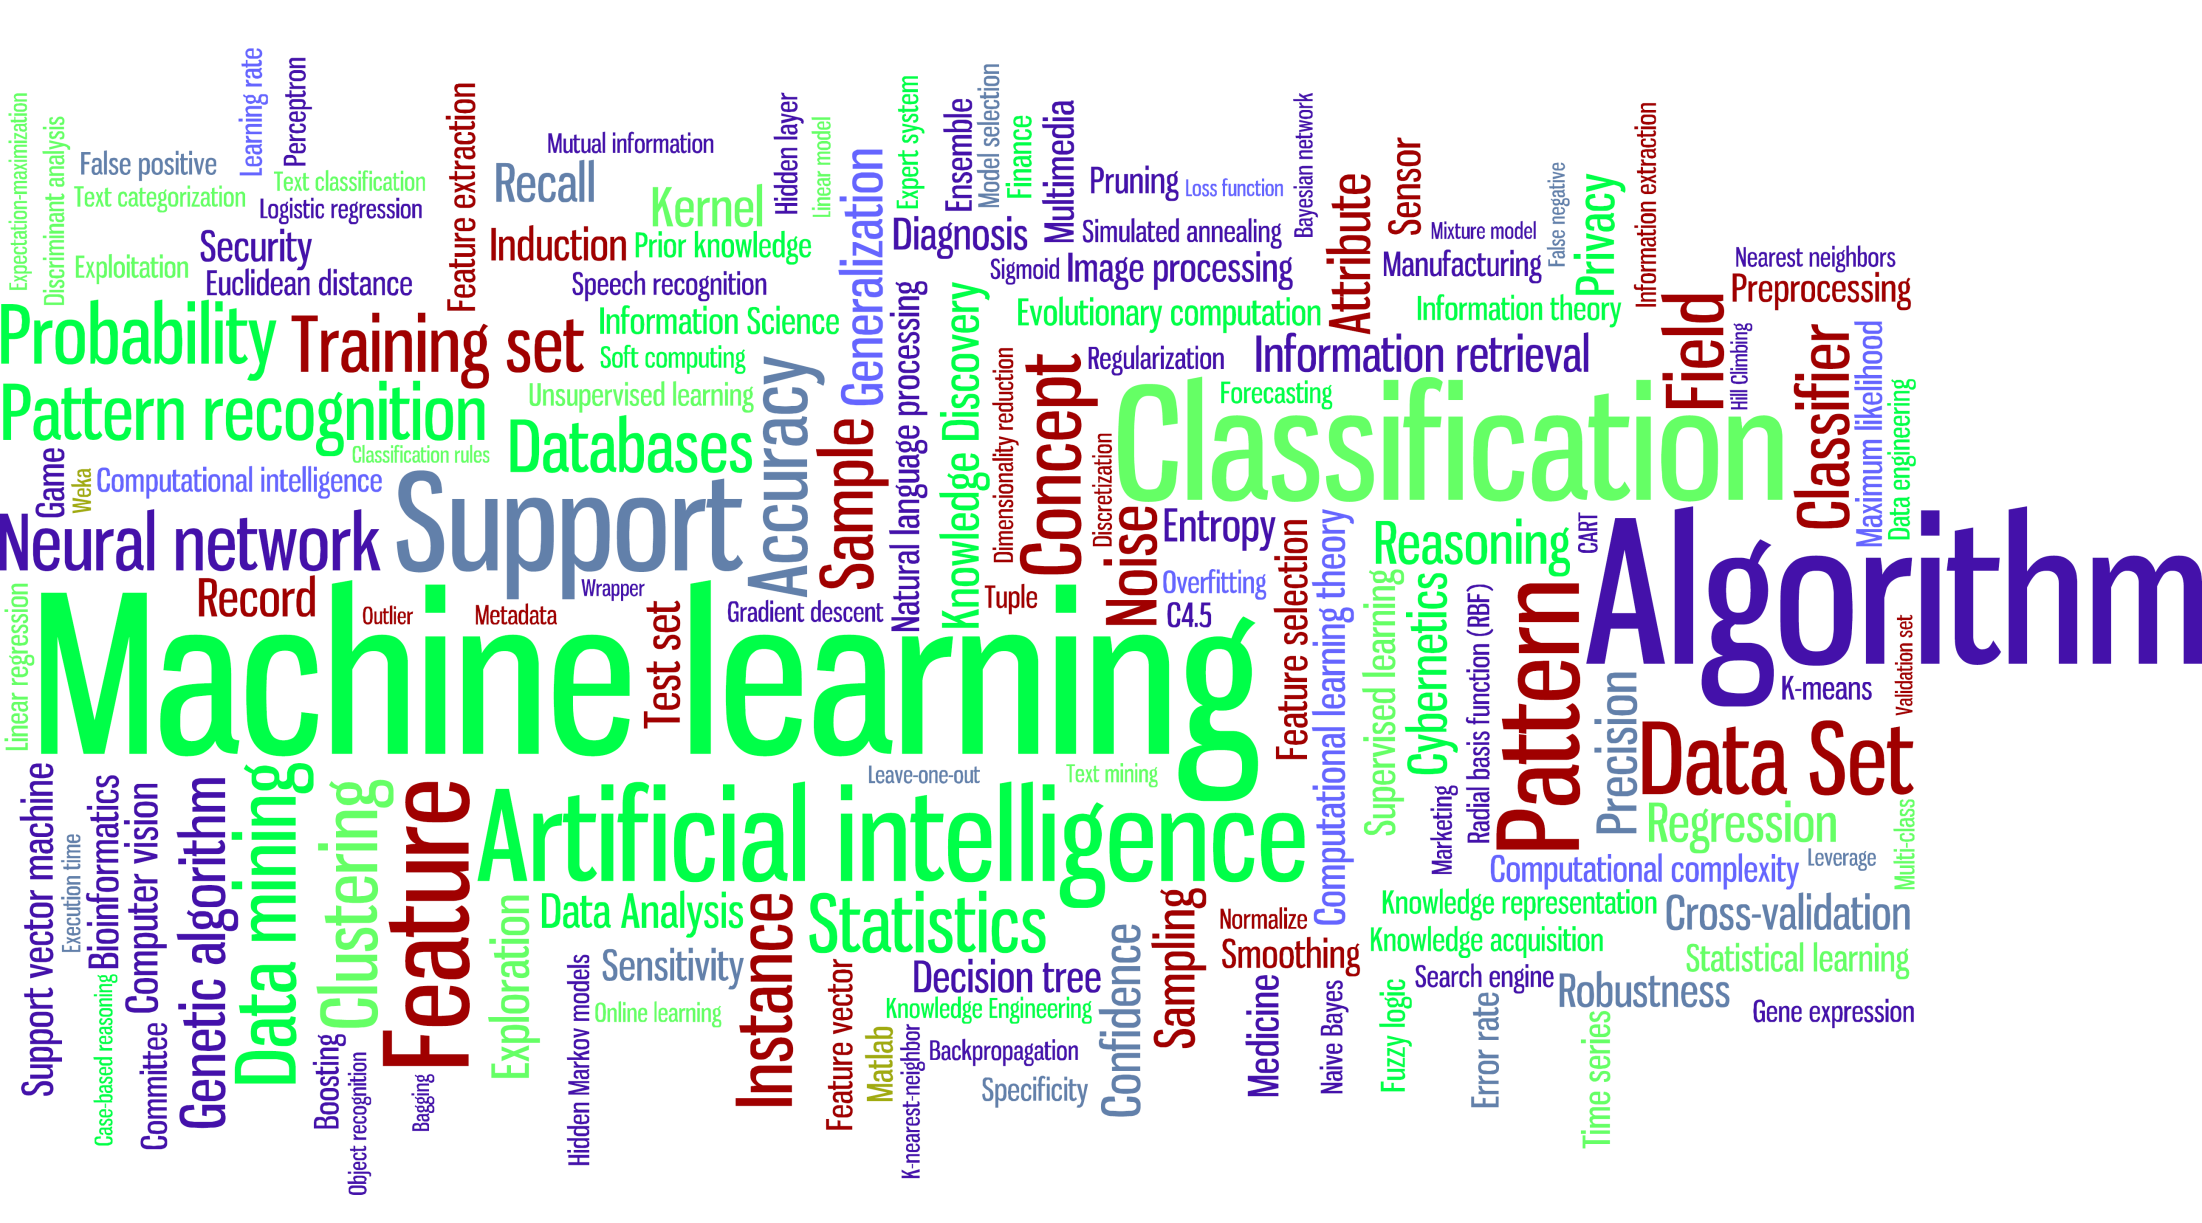 Expectation-maximization
Discriminant analysis
False positive
Text categorization
Exploitation
Learning rate
Perceptron
Text classification
Logistic regression
Security
Euclidean distance
Feature extraction
Mutual information
Recall
Kernel
Induction
Prior knowledge
Speech recognition
Hidden layer
Linear model
Generalization
Expert system
Ensemble
Model selection
Finance
Multimedia
Diagnosis
Pruning
Loss function
Simulated annealing
Sigmoid
Image processing
Bayesian network
Attribute
Sensor
Mixture model
Manufacturing
False negative
Privacy
Information extraction
Nearest neighbors
Preprocessing
Probability
Training set
Information Science
Soft computing
Unsupervised learning
Pattern recognition
Classification rules
Databases
Accuracy
Sample
Natural language processing
Knowledge Discovery
Evolutionary computation
Information theory
Dimensionality reduction
Concept
Regularization
Information retrieval
Forecasting
Discretization
Classification
Field
Hill Climbing
Classifier
Maximum likelihood
Data engineering
Game
Weka
Computational intelligence
Neural network
Support
Noise
Entropy
Overfitting
C4.5
Feature selection
Computational learning theory
Reasoning
CART
Algorithm
Linear regression
Record
Outlier
Metadata
Wrapper
Test set
Gradient descent
Tuple
Machine learning
Supervised learning
Cybernetics
Radial basis function (RBF)
Pattern
Precision
K-means
Validation set
Data Set
Support vector machine
Execution time
Bioinformatics
Computer vision
Genetic algorithm
Data mining
Clustering
Feature
Leave-one-out
Text mining
Artificial intelligence
Marketing
Regression
Multi-class
Computational complexity
Leverage
Exploration
Data Analysis
Instance
Statistics
Sampling
Normalize
Smoothing
Knowledge representation
Cross-validation
Knowledge acquisition
Statistical learning
Case-based reasoning
Committee
Boosting
Object recognition
Bagging
Hidden Markov models
Sensitivity
Online learning
Feature vector
Matlab
K-nearest-neighbor
Decision tree
Knowledge Engineering
Backpropagation
Specificity
Confidence
Medicine
Naive Bayes
Fuzzy logic
Search engine
Error rate
Robustness
Time series
Gene expression